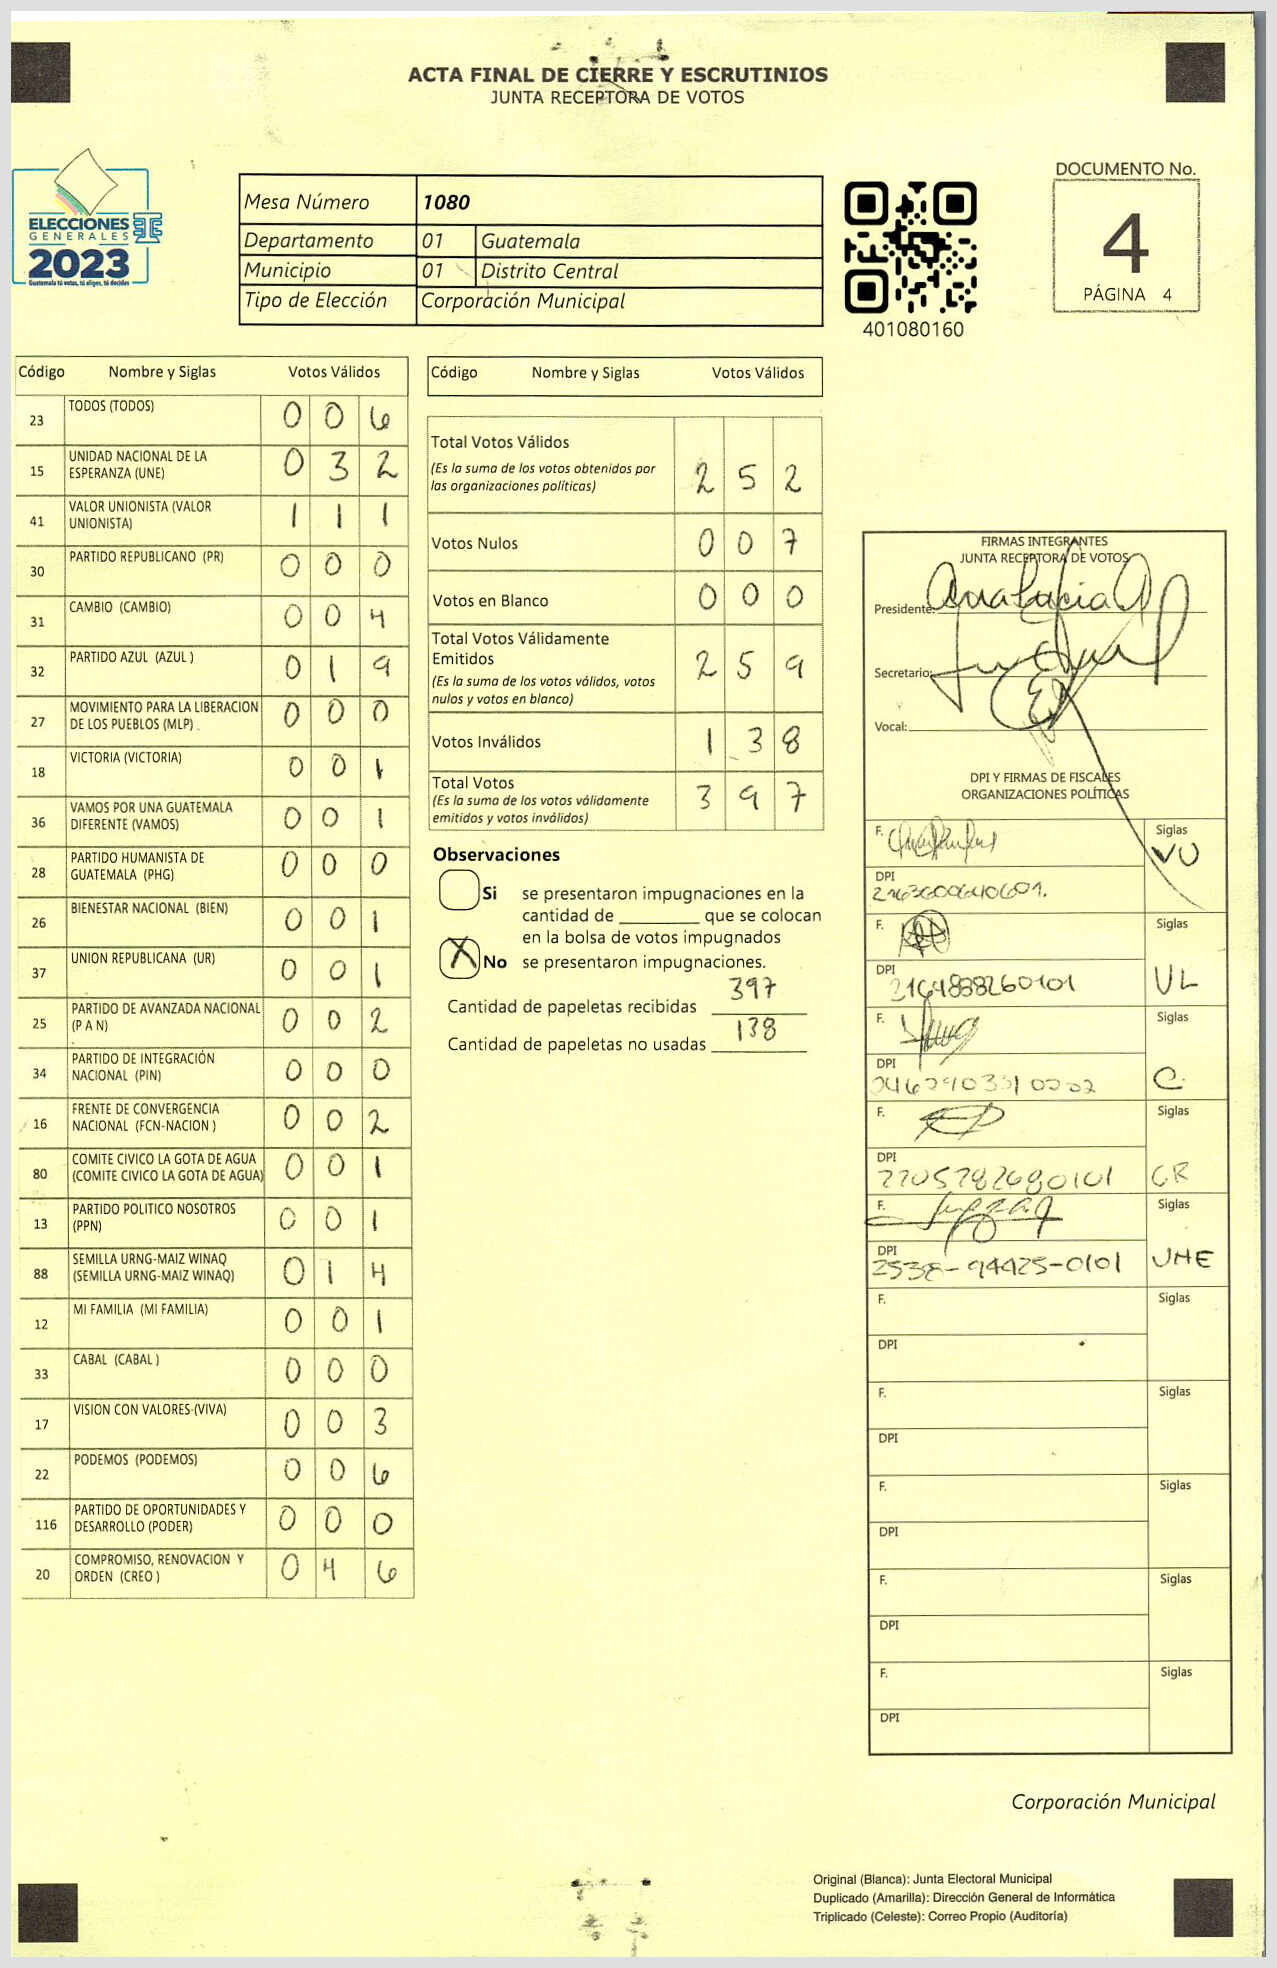 ACTA FINAL DE CIERRE Y ESCRUTINIOS
JUNTA RECEPTORA DE VOTOS
ELECCIONES
GENERALES
2023
Guatemala tú votas, tú eliges, tú decides
Mesa Número 1080
Departamento 01 Guatemala
Municipio 01 Distrito Central
Tipo de Elección Corporación Municipal
401080160
DOCUMENTO No.
4
PÁGINA 4
Código Nombre y Siglas Votos Válidos
23 TODOS (TODOS) 0 0 6
15 UNIDAD NACIONAL DE LA ESPERANZA (UNE) 0 3 2
41 VALOR UNIONISTA (VALOR UNIONISTA) 1 1 1
30 PARTIDO REPUBLICANO (PR) 0 0 0
31 CAMBIO (CAMBIO) 0 0 4
32 PARTIDO AZUL (AZUL ) 0 1 9
27 MOVIMIENTO PARA LA LIBERACION DE LOS PUEBLOS (MLP) 0 0 0
18 VICTORIA (VICTORIA) 0 0 1
36 VAMOS POR UNA GUATEMALA DIFERENTE (VAMOS) 0 0 1
28 PARTIDO HUMANISTA DE GUATEMALA (PHG) 0 0 0
26 BIENESTAR NACIONAL (BIEN) 0 0 1
37 UNION REPUBLICANA (UR) 0 0 1
25 PARTIDO DE AVANZADA NACIONAL (P A N) 0 0 2
34 PARTIDO DE INTEGRACIÓN NACIONAL (PIN) 0 0 0
16 FRENTE DE CONVERGENCIA NACIONAL (FCN-NACION ) 0 0 2
80 COMITE CIVICO LA GOTA DE AGUA (COMITE CIVICO LA GOTA DE AGUA) 0 0 1
13 PARTIDO POLITICO NOSOTROS (PPN) 0 0 1
88 SEMILLA URNG-MAIZ WINAQ (SEMILLA URNG-MAIZ WINAQ) 0 1 4
12 MI FAMILIA (MI FAMILIA) 0 0 1
33 CABAL (CABAL ) 0 0 0
17 VISION CON VALORES (VIVA) 0 0 3
22 PODEMOS (PODEMOS) 0 0 6
116 PARTIDO DE OPORTUNIDADES Y DESARROLLO (PODER) 0 0 0
20 COMPROMISO, RENOVACION Y ORDEN (CREO ) 0 4 6
Código Nombre y Siglas Votos Válidos
Total Votos Válidos 2 5 2
(Es la suma de los votos obtenidos por
las organizaciones políticas)
Votos Nulos 0 0 7
Votos en Blanco 0 0 0
Total Votos Válidamente
Emitidos 2 5 9
(Es la suma de los votos válidos, votos
nulos y votos en blanco)
Votos Inválidos 1 3 8
Total Votos 3 9 7
(Es la suma de los votos válidamente
emitidos y votos inválidos)
Observaciones
Si se presentaron impugnaciones en la
cantidad de ________ que se colocan
en la bolsa de votos impugnados
X No se presentaron impugnaciones.
Cantidad de papeletas recibidas 397
Cantidad de papeletas no usadas 138
FIRMAS INTEGRANTES
JUNTA RECEPTORA DE VOTOS
Presidente:
Secretario:
Vocal:
DPI Y FIRMAS DE FISCALES
ORGANIZACIONES POLÍTICAS
F. Siglas
VU
DPI
F. Siglas
DPI 2164888260101 UL
F. Siglas
DPI C.
F. Siglas
DPI CR
F. Siglas
DPI 2538-94425-0101 UNE
F. Siglas
DPI
F. Siglas
DPI
F. Siglas
DPI
F. Siglas
DPI
F. Siglas
DPI
Corporación Municipal
Original (Blanca): Junta Electoral Municipal
Duplicado (Amarilla): Dirección General de Informática
Triplicado (Celeste): Correo Propio (Auditoría)